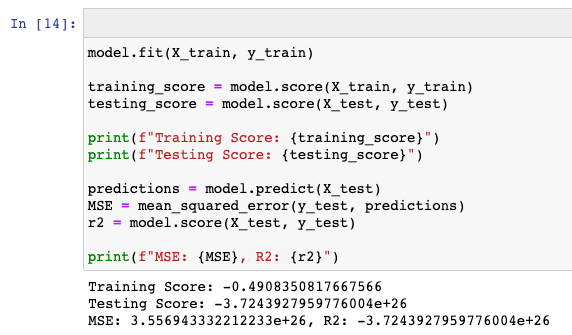 In [14]:
model.fit(X_train, y_train)
training_score = model.score(X_train, y_train)
testing_score = model.score(X_test, y_test)
print(f"Training Score: {training_score}")
print(f"Testing Score: {testing_score}")
predictions = model.predict(X_test)
MSE = mean_squared_error(y_test, predictions)
r2 = model.score(X_test, y_test)
print(f"MSE: {MSE}, R2: {r2}")
Training Score: -0.4908350817667566
Testing Score: -3.7243927959776004e+26
MSE: 3.556943332212233e+26, R2: -3.7243927959776004e+26